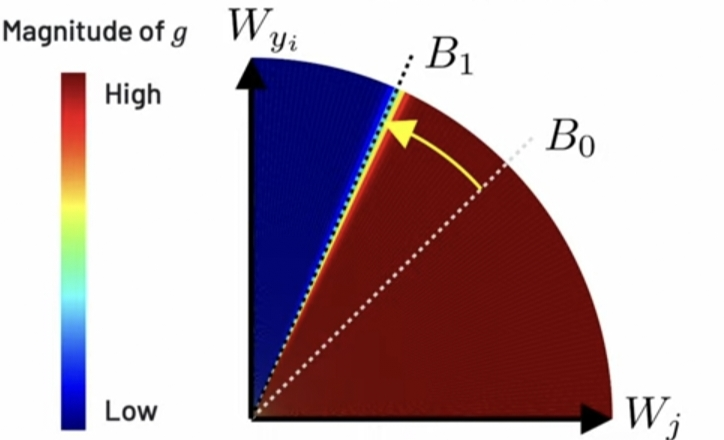 Magnitude of g
High
Low
W_{y_i}
B_1
B_0
W_j